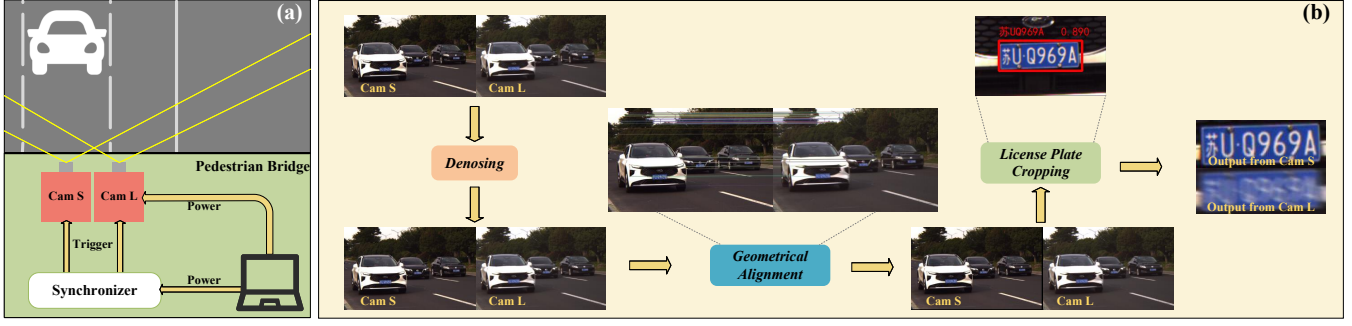 (a)
Pedestrian Bridge
Cam S
Cam L
Power
Trigger
Power
Synchronizer
(b)
Cam S
Cam L
Denosing
Cam S
Cam L
Geometrical
Alignment
苏UQ969A 0.890
苏U·Q969A
License Plate
Cropping
Cam S
Cam L
苏U·Q969A
Output from Cam S
Output from Cam L